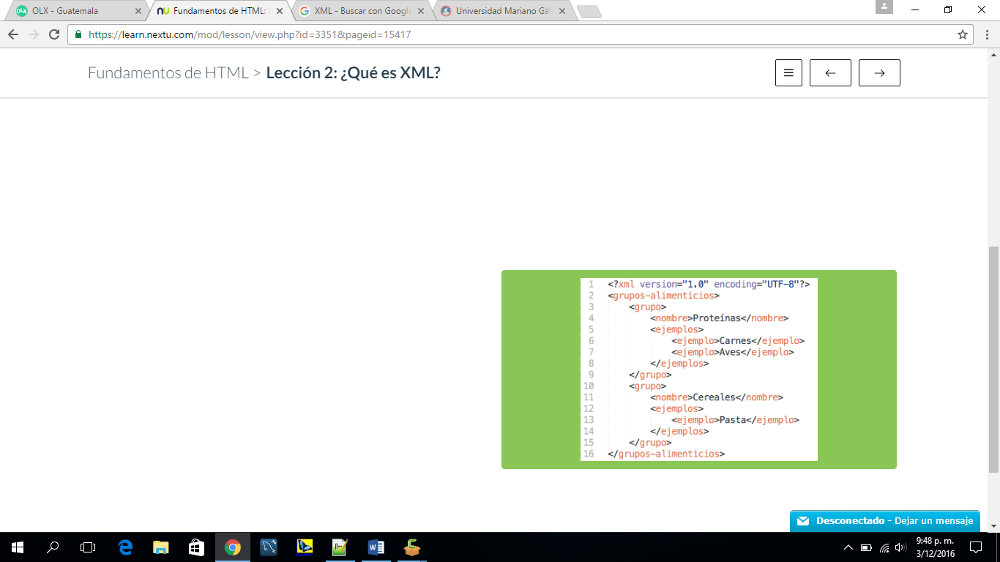 OLX - Guatemala
Fundamentos de HTML:
XML - Buscar con Google
Universidad Mariano Gál
https://learn.nextu.com/mod/lesson/view.php?id=3351&pageid=15417
Fundamentos de HTML > Lección 2: ¿Qué es XML?
1 <?xml version="1.0" encoding="UTF-8"?>
2 <grupos-alimenticios>
3 <grupo>
4 <nombre>Proteínas</nombre>
5 <ejemplos>
6 <ejemplo>Carnes</ejemplo>
7 <ejemplo>Aves</ejemplo>
8 </ejemplos>
9 </grupo>
10 <grupo>
11 <nombre>Cereales</nombre>
12 <ejemplos>
13 <ejemplo>Pasta</ejemplo>
14 </ejemplos>
15 </grupo>
16 </grupos-alimenticios>
Desconectado - Dejar un mensaje
9:48 p. m.
3/12/2016